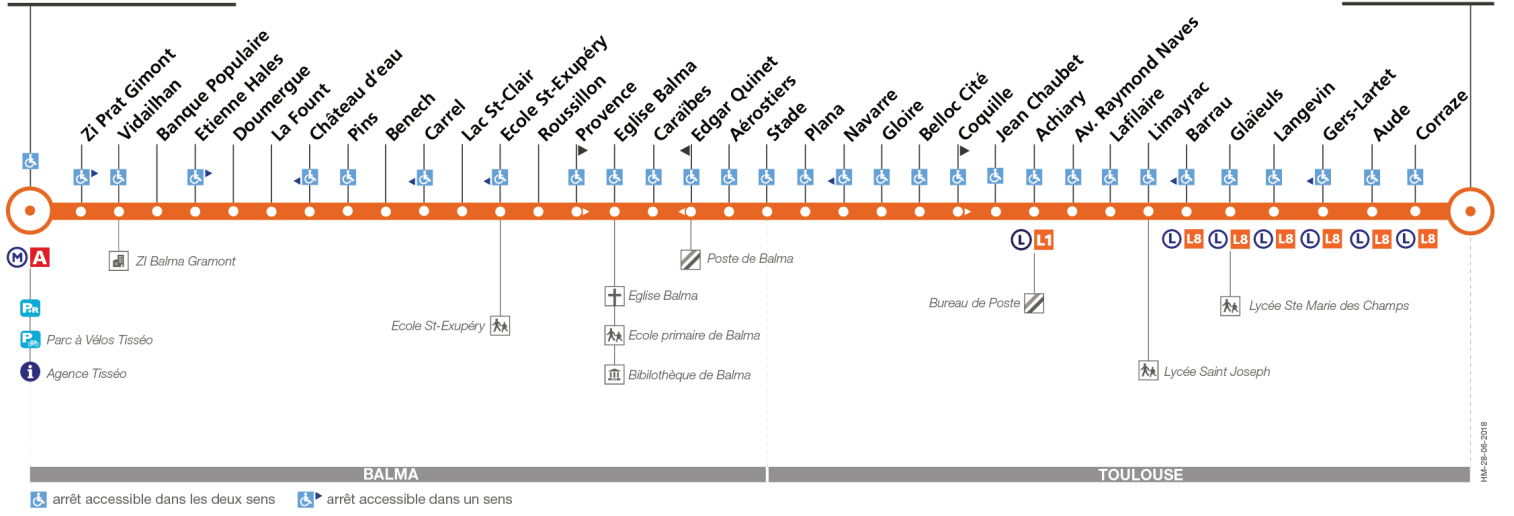 Zi Prat Gimont
Vidailhan
Banque Populaire
Etienne Hales
Doumergue
La Fount
Château d'eau
Pins
Benech
Carrel
Lac St-Clair
Ecole St-Exupéry
Roussillon
Provence
Eglise Balma
Caraïbes
Edgar Quinet
Aérostiers
Stade
Plana
Navarre
Gloire
Belloc Cité
Coquille
Jean Chaubet
Achiary
Av. Raymond Naves
Lafilaire
Limayrac
Barrau
Glaïeuls
Langevin
Gers-Lartet
Aude
Corraze
M A
L L1
L L8
L L8
L L8
L L8
L L8
L L8
ZI Balma Gramont
Poste de Balma
P+R
P
Parc à Vélos Tisséo
i Agence Tisséo
Ecole St-Exupéry
Eglise Balma
Ecole primaire de Balma
Bibilothèque de Balma
Bureau de Poste
Lycée Ste Marie des Champs
Lycée Saint Joseph
HM-28-06-2018
BALMA
TOULOUSE
arrêt accessible dans les deux sens
arrêt accessible dans un sens